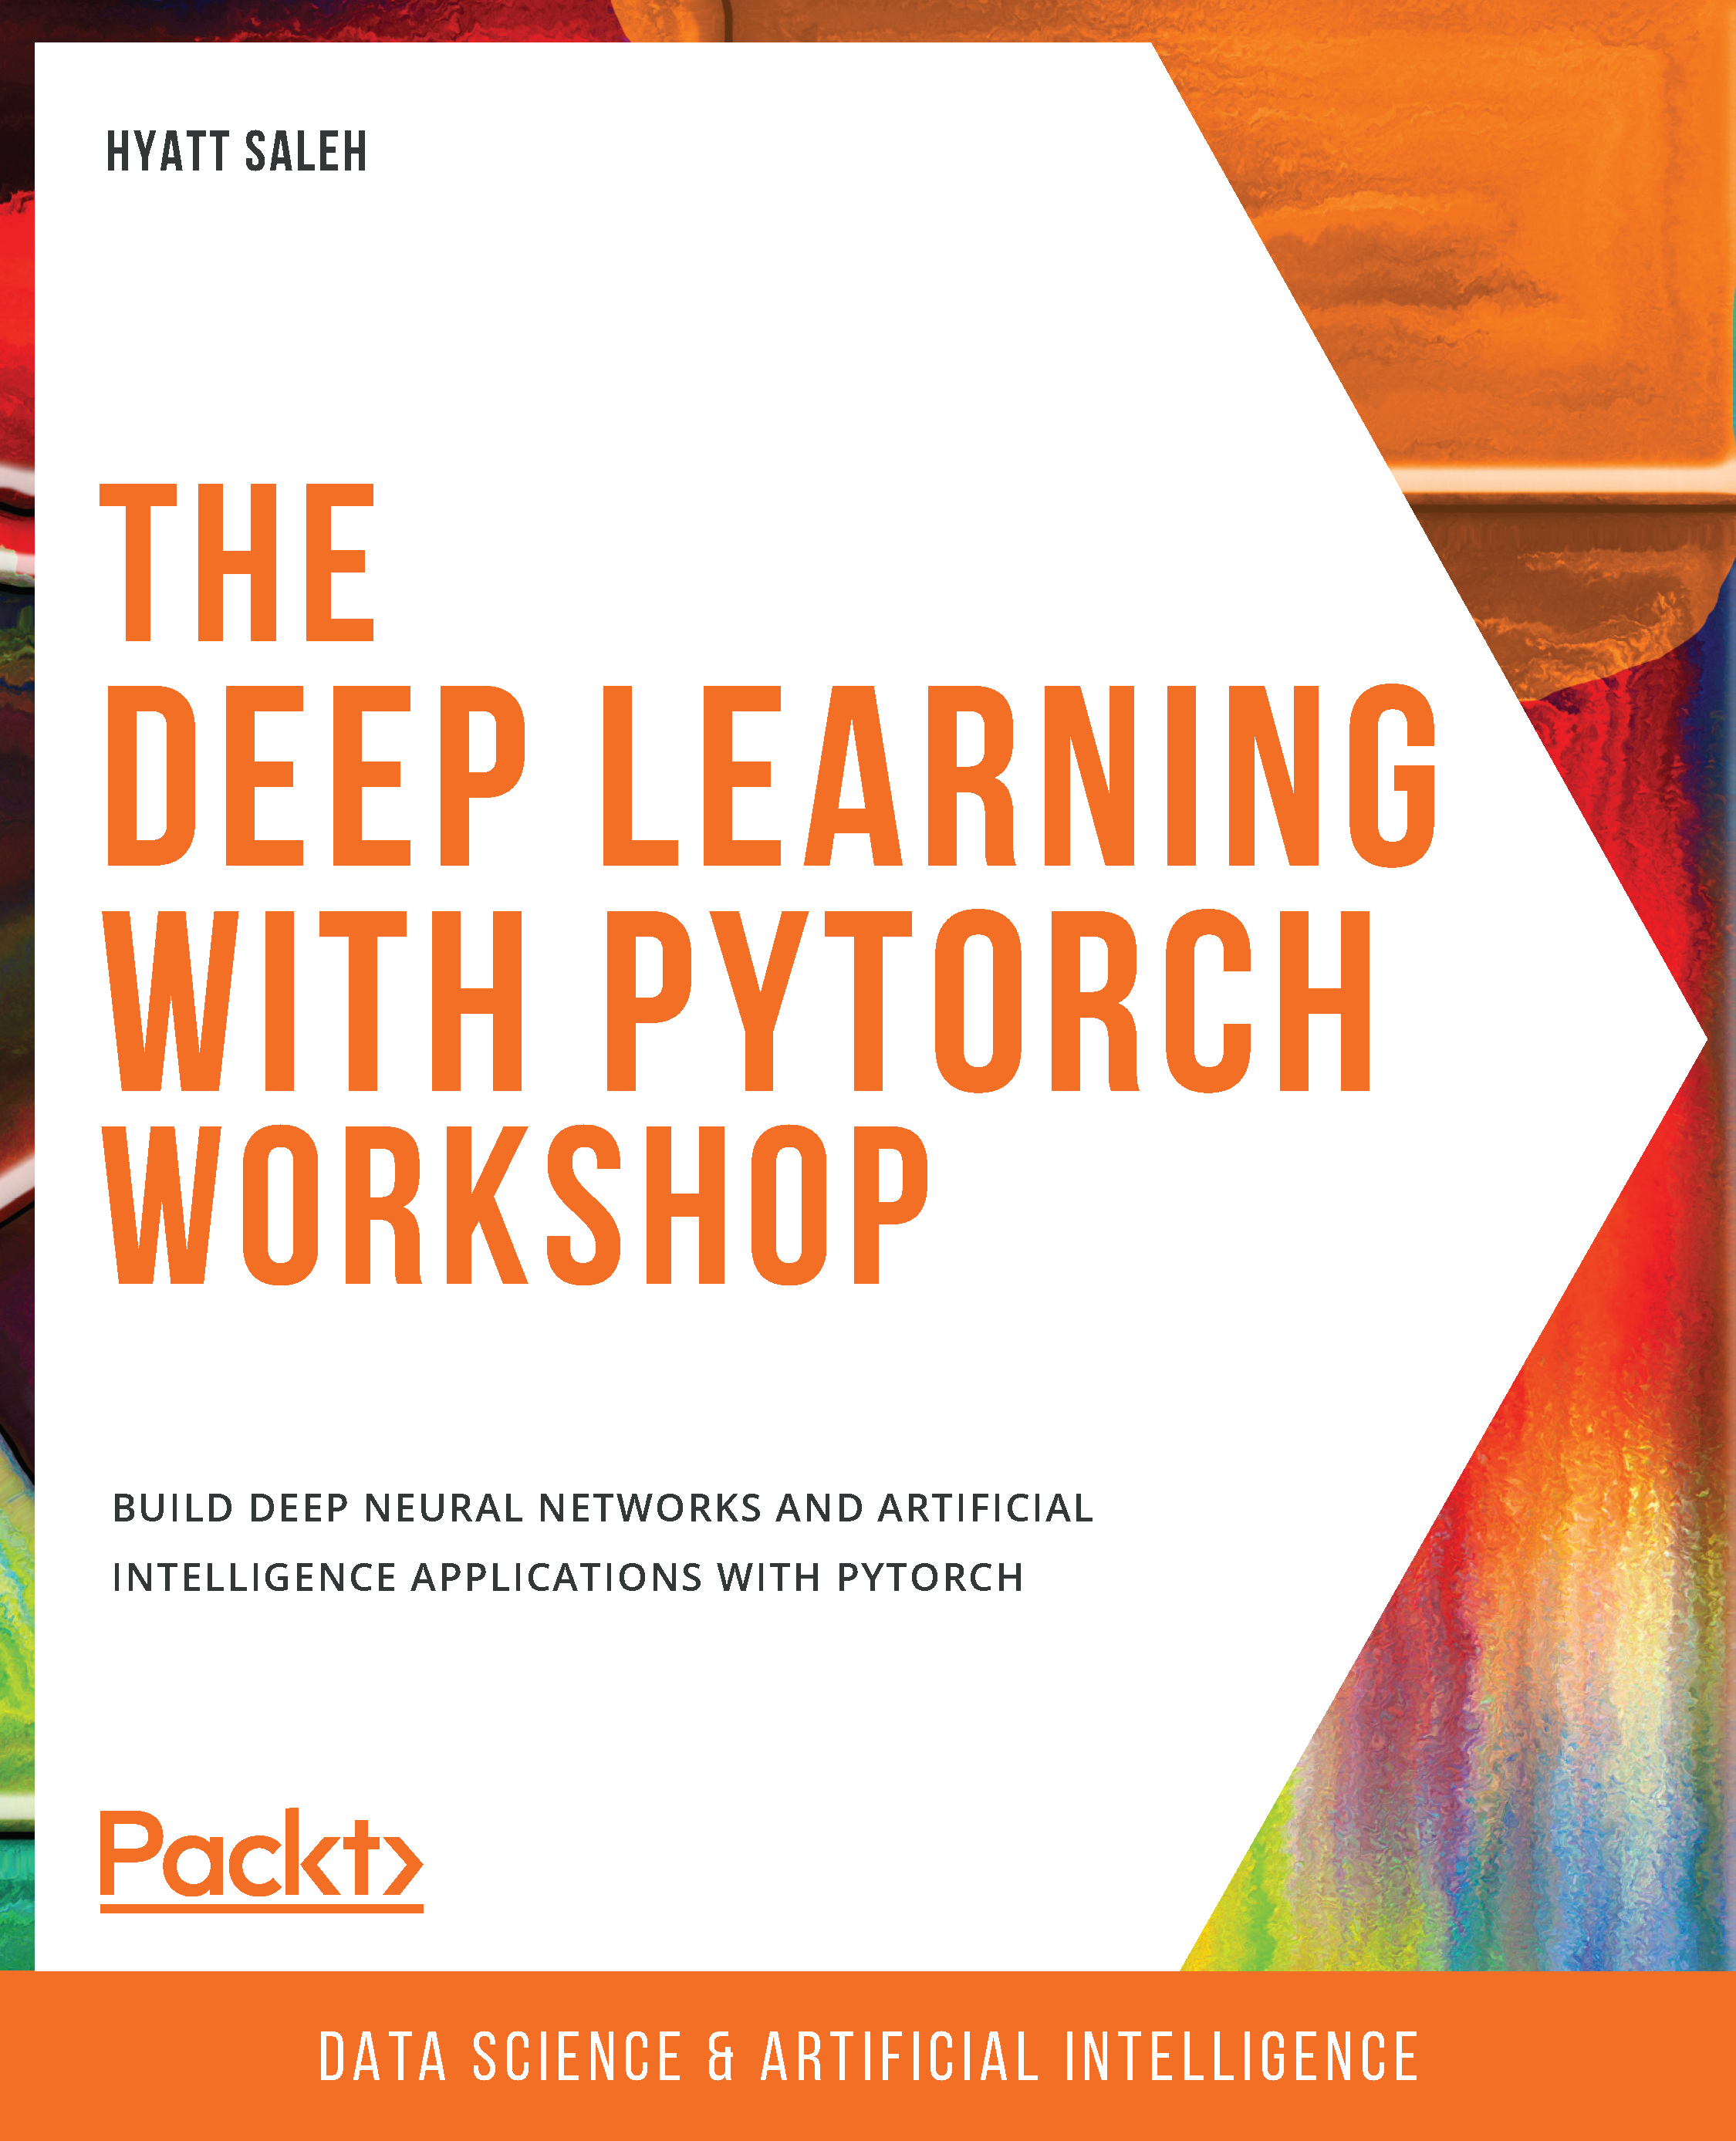 HYATT SALEH
THE
DEEP LEARNING
WITH PYTORCH
WORKSHOP
BUILD DEEP NEURAL NETWORKS AND ARTIFICIAL
INTELLIGENCE APPLICATIONS WITH PYTORCH
Packt
DATA SCIENCE & ARTIFICIAL INTELLIGENCE